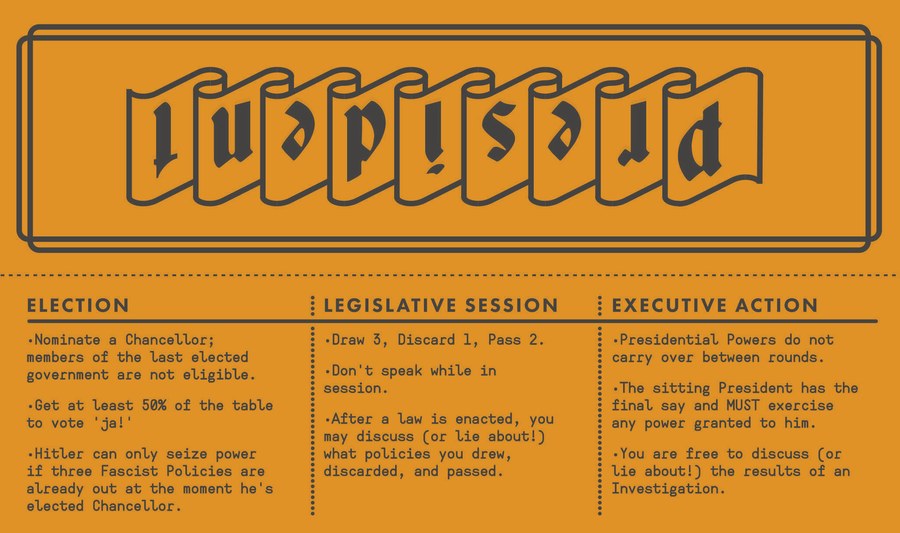 President
ELECTION
•Nominate a Chancellor;
members of the last elected
government are not eligible.
•Get at least 50% of the table
to vote 'ja!'
•Hitler can only seize power
if three Fascist Policies are
already out at the moment he's
elected Chancellor.
LEGISLATIVE SESSION
•Draw 3, Discard 1, Pass 2.
•Don't speak while in
session.
•After a law is enacted, you
may discuss (or lie about!)
what policies you drew,
discarded, and passed.
EXECUTIVE ACTION
•Presidential Powers do not
carry over between rounds.
•The sitting President has the
final say and MUST exercise
any power granted to him.
•You are free to discuss (or
lie about!) the results of an
Investigation.